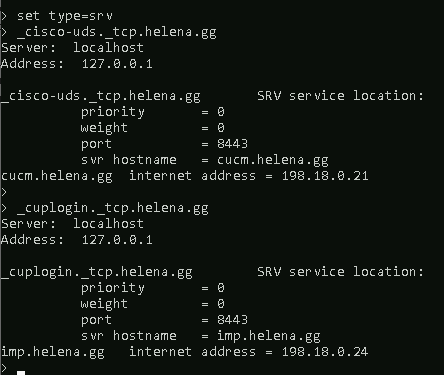 > set type=srv
> _cisco-uds._tcp.helena.gg
Server:  localhost
Address:  127.0.0.1
_cisco-uds._tcp.helena.gg       SRV service location:
          priority       = 0
          weight         = 0
          port           = 8443
          svr hostname   = cucm.helena.gg
cucm.helena.gg  internet address = 198.18.0.21
>
> _cuplogin._tcp.helena.gg
Server:  localhost
Address:  127.0.0.1
_cuplogin._tcp.helena.gg        SRV service location:
          priority       = 0
          weight         = 0
          port           = 8443
          svr hostname   = imp.helena.gg
imp.helena.gg   internet address = 198.18.0.24
>